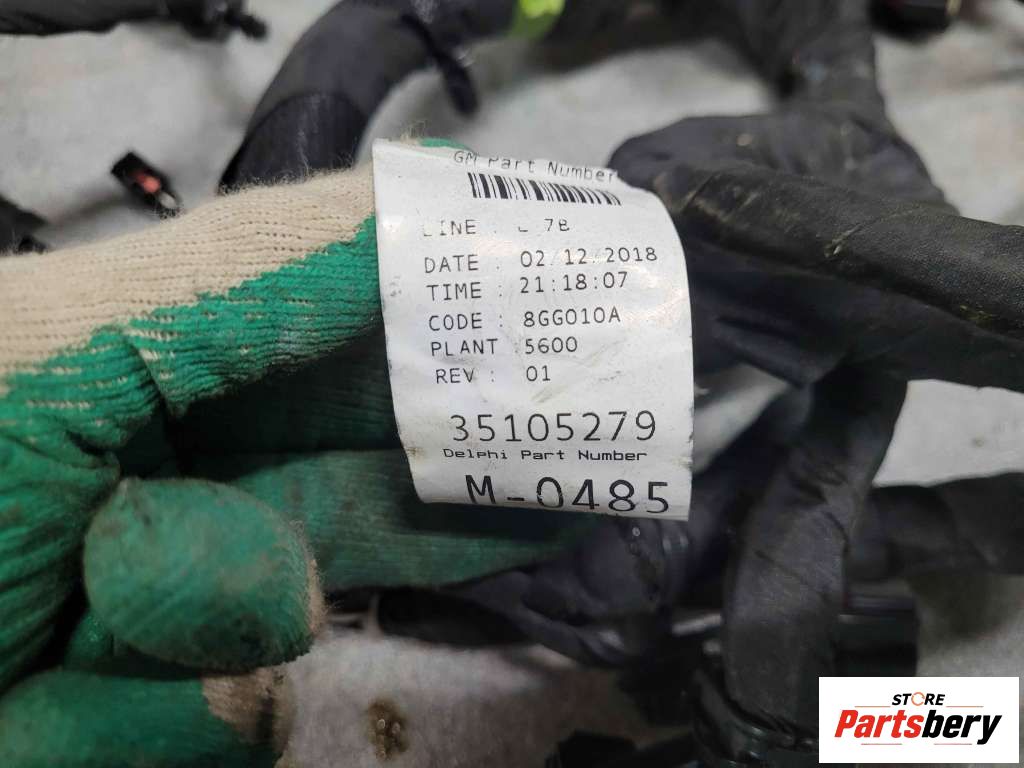 GM Part Number
LINE : 7B
DATE : 02/12/2018
TIME : 21:18:07
CODE : 8GG010A
PLANT 5600
REV : 01
35105279
Delphi Part Number
M-0485
STORE
Partsbery